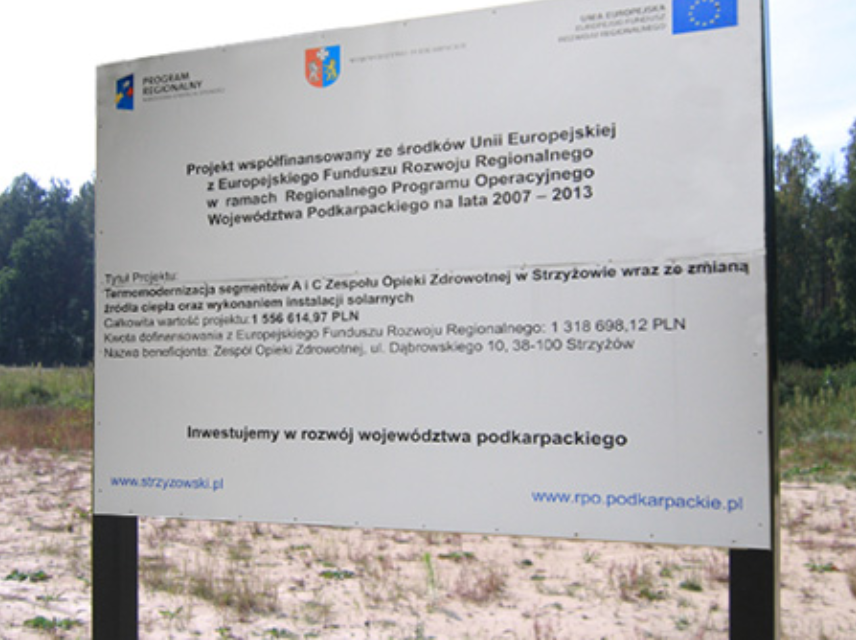 PROGRAM
REGIONALNY
UNIA EUROPEJSKA
EUROPEJSKI FUNDUSZ
ROZWOJU REGIONALNEGO
Projekt współfinansowany ze środków Unii Europejskiej
z Europejskiego Funduszu Rozwoju Regionalnego
w ramach Regionalnego Programu Operacyjnego
Województwa Podkarpackiego na lata 2007 – 2013
Tytuł Projektu:
Termomodernizacja segmentów A i C Zespołu Opieki Zdrowotnej w Strzyżowie wraz ze zmianą
źródła ciepła oraz wykonaniem instalacji solarnych
Całkowita wartość projektu: 1 556 614,97 PLN
Kwota dofinansowania z Europejskiego Funduszu Rozwoju Regionalnego: 1 318 698,12 PLN
Nazwa beneficjenta: Zespół Opieki Zdrowotnej, ul. Dąbrowskiego 10, 38-100 Strzyżów
Inwestujemy w rozwój województwa podkarpackiego
www.strzyzowski.pl
www.rpo.podkarpackie.pl